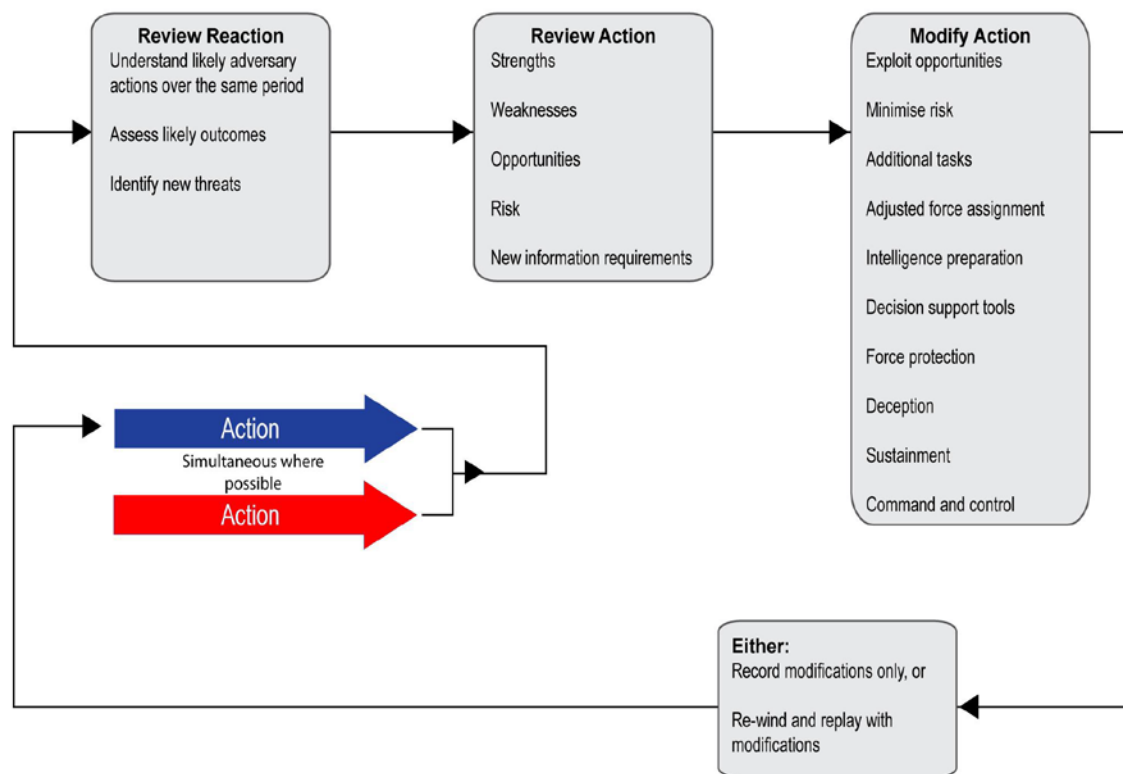 Review Reaction
Understand likely adversary
actions over the same period
Assess likely outcomes
Identify new threats
Review Action
Strengths
Weaknesses
Opportunities
Risk
New information requirements
Modify Action
Exploit opportunities
Minimise risk
Additional tasks
Adjusted force assignment
Intelligence preparation
Decision support tools
Force protection
Deception
Sustainment
Command and control
Action
Simultaneous where
possible
Action
Either:
Record modifications only, or
Re-wind and replay with
modifications